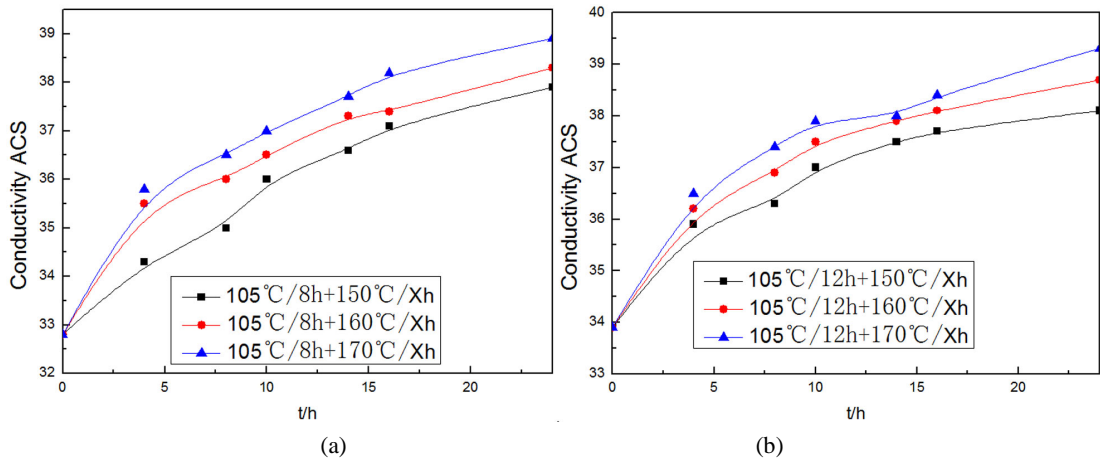 39
38
37
36
35
34
33
32
0
5
10
15
20
Conductivity ACS
t/h
105℃/8h+150℃/Xh
105℃/8h+160℃/Xh
105℃/8h+170℃/Xh
(a)
40
39
38
37
36
35
34
33
0
5
10
15
20
Conductivity ACS
t/h
105℃/12h+150℃/Xh
105℃/12h+160℃/Xh
105℃/12h+170℃/Xh
(b)